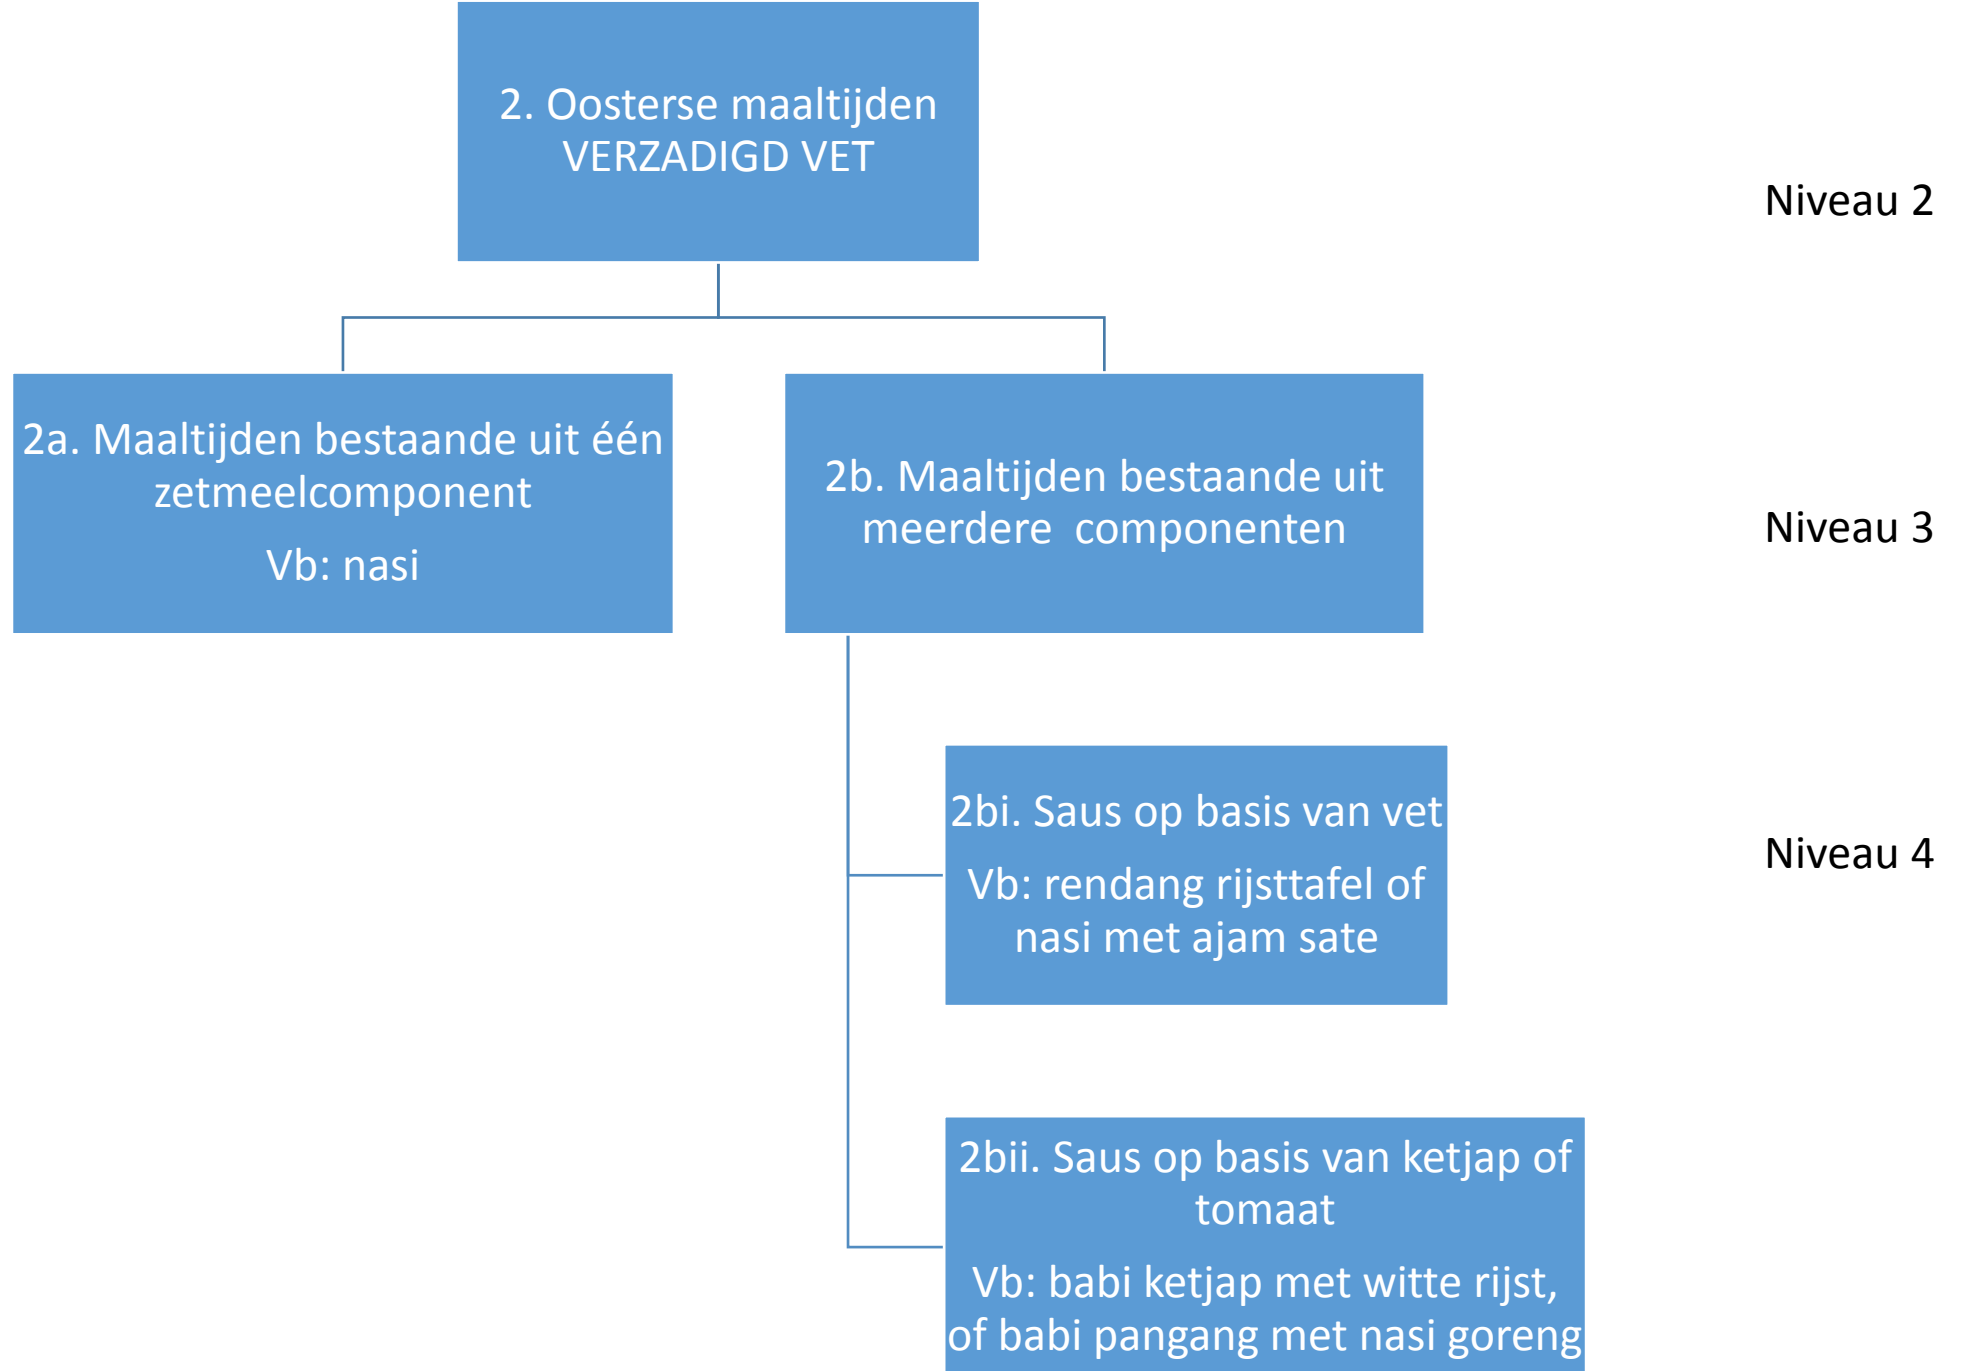 2. Oosterse maaltijden
VERZADIGD VET
Niveau 2
2a. Maaltijden bestaande uit één
zetmeelcomponent
Vb: nasi
2b. Maaltijden bestaande uit
meerdere  componenten
Niveau 3
2bi. Saus op basis van vet
Vb: rendang rijsttafel of
nasi met ajam sate
Niveau 4
2bii. Saus op basis van ketjap of
tomaat
Vb: babi ketjap met witte rijst,
of babi pangang met nasi goreng